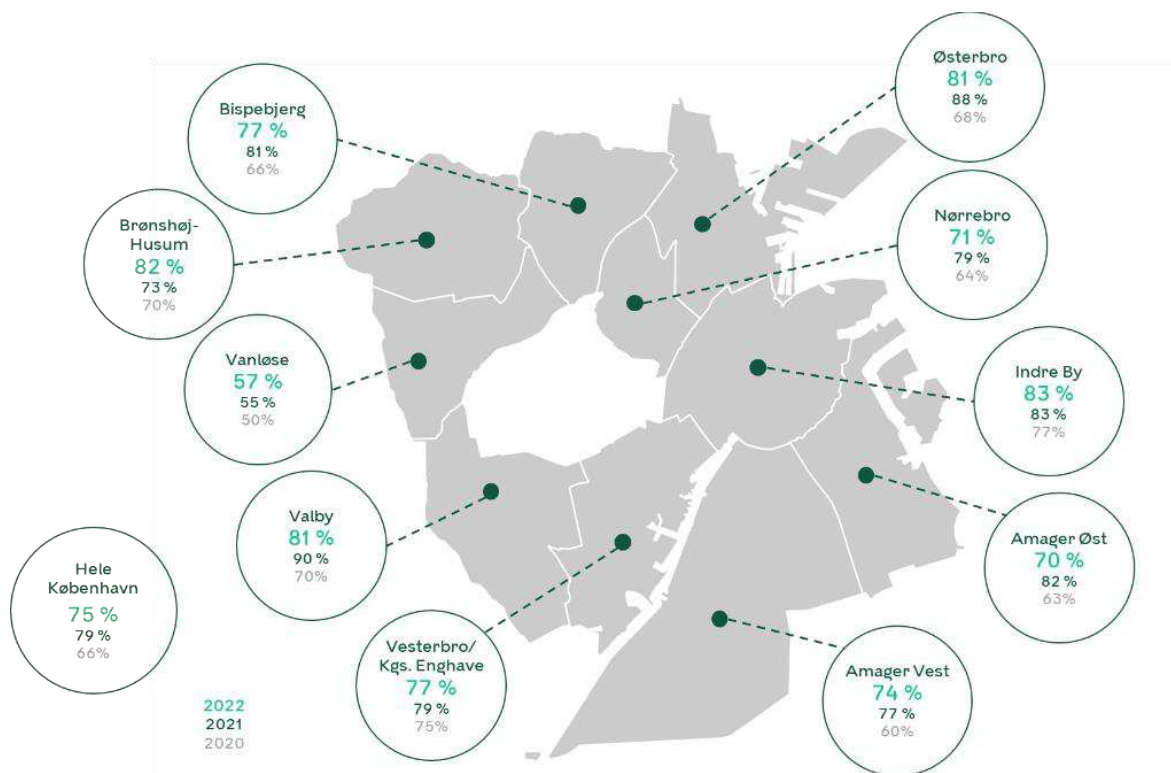 Østerbro
81 %
88 %
68%
Bispebjerg
77 %
81 %
66%
Nørrebro
71 %
79 %
64%
Brønshøj-
Husum
82 %
73 %
70%
Vanløse
57 %
55 %
50%
Indre By
83 %
83 %
77%
Valby
81 %
90 %
70%
Amager Øst
70 %
82 %
63%
Hele
København
75 %
79 %
66%
Vesterbro/
Kgs. Enghave
77 %
79 %
75%
Amager Vest
74 %
77 %
60%
2022
2021
2020